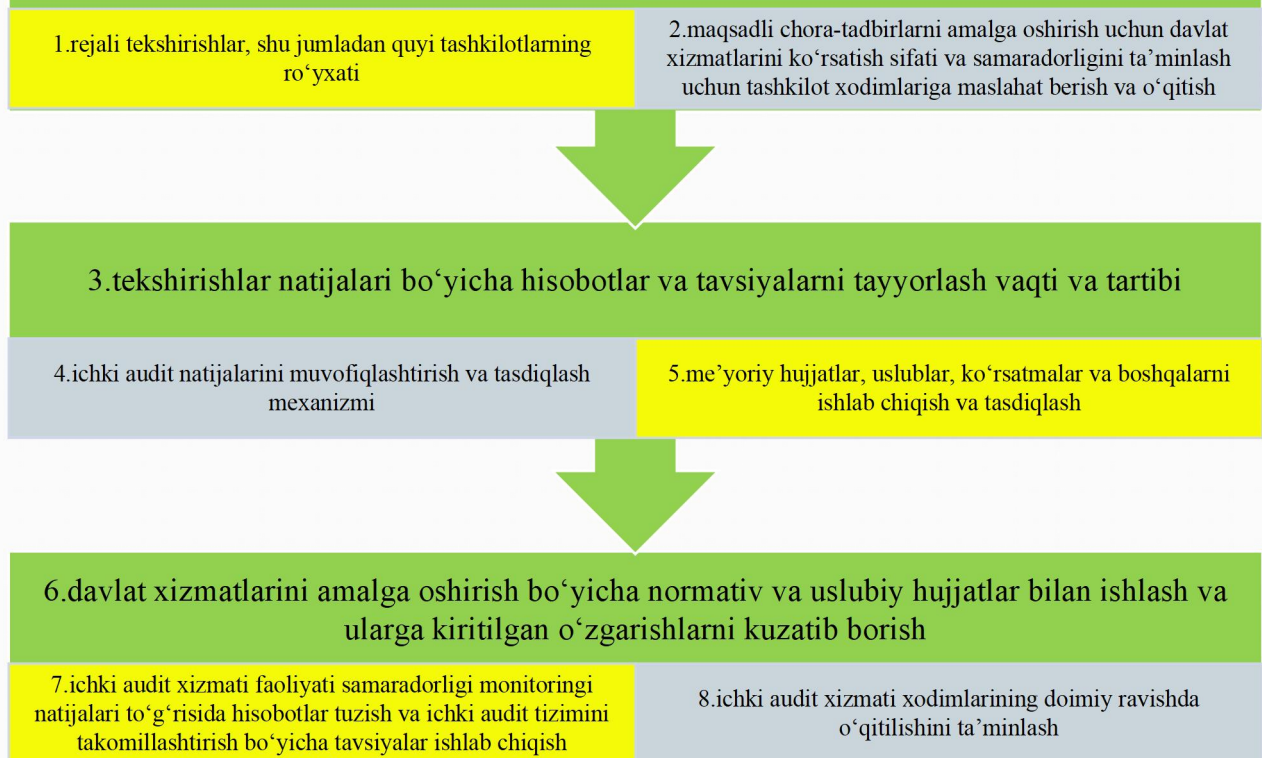 1.rejali tekshirishlar, shu jumladan quyi tashkilotlarning
ro‘yxati
2.maqsadli chora-tadbirlarni amalga oshirish uchun davlat
xizmatlarini ko‘rsatish sifati va samaradorligini ta’minlash
uchun tashkilot xodimlariga maslahat berish va o‘qitish
3.tekshirishlar natijalari bo‘yicha hisobotlar va tavsiyalarni tayyorlash vaqti va tartibi
4.ichki audit natijalarini muvofiqlashtirish va tasdiqlash
mexanizmi
5.me’yoriy hujjatlar, uslublar, ko‘rsatmalar va boshqalarni
ishlab chiqish va tasdiqlash
6.davlat xizmatlarini amalga oshirish bo‘yicha normativ va uslubiy hujjatlar bilan ishlash va
ularga kiritilgan o‘zgarishlarni kuzatib borish
7.ichki audit xizmati faoliyati samaradorligi monitoringi
natijalari to‘g‘risida hisobotlar tuzish va ichki audit tizimini
takomillashtirish bo‘yicha tavsiyalar ishlab chiqish
8.ichki audit xizmati xodimlarining doimiy ravishda
o‘qitilishini ta’minlash